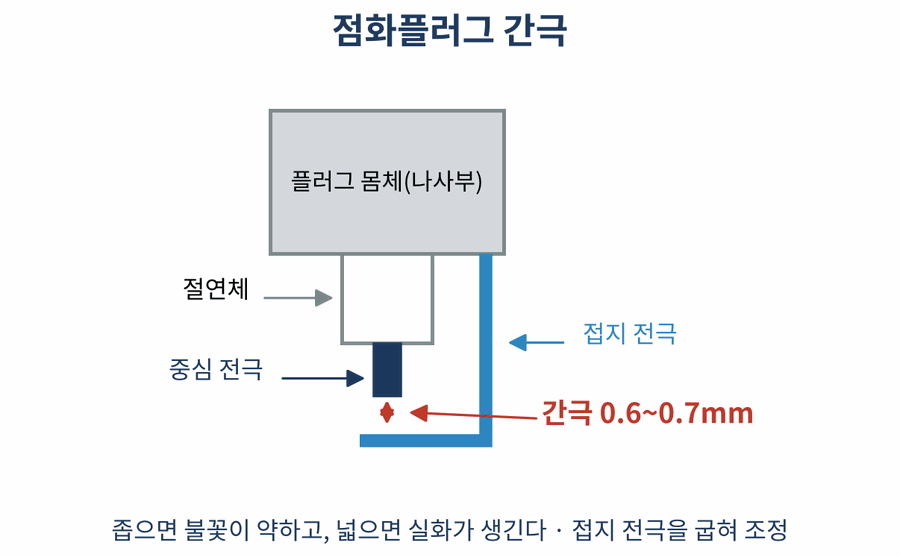 점화플러그 간극
플러그 몸체(나사부)
절연체
접지 전극
중심 전극
간극 0.6~0.7mm
좁으면 불꽃이 약하고, 넓으면 실화가 생긴다 · 접지 전극을 굽혀 조정